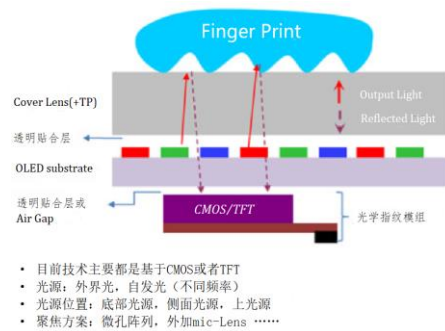 Finger Print
Cover Lens(+TP)
Output Light
Reflected Light
透明贴合层
OLED substrate
透明贴合层或
Air Gap
CMOS/TFT
光学指纹模组
• 目前技术主要都是基于CMOS或者TFT
• 光源：外界光，自发光（不同频率）
• 光源位置：底部光源，侧面光源，上光源
• 聚焦方案：微孔阵列，外加mic-Lens ……